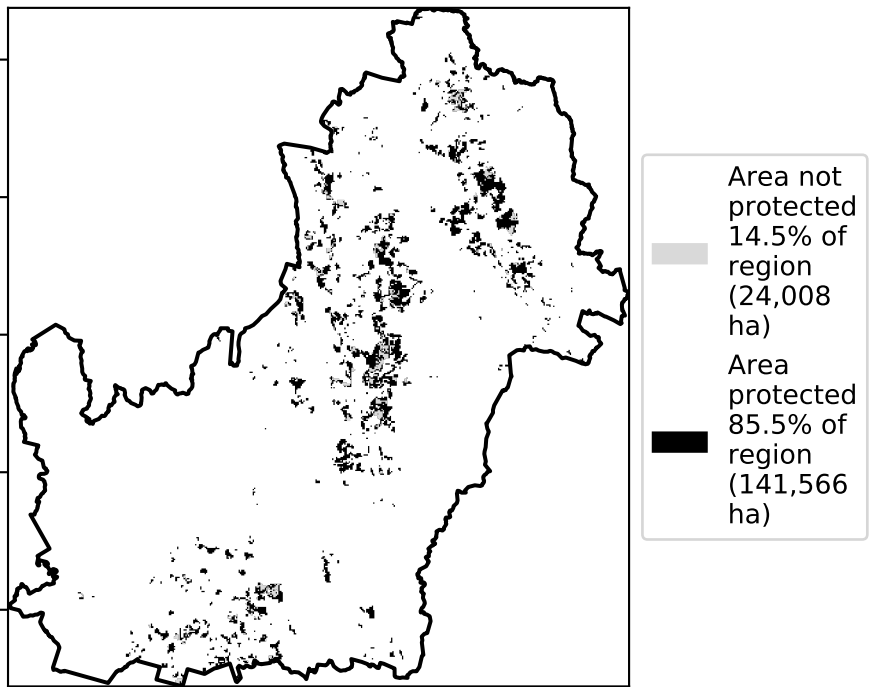 Area not
protected
14.5% of
region
(24,008
ha)
Area
protected
85.5% of
region
(141,566
ha)